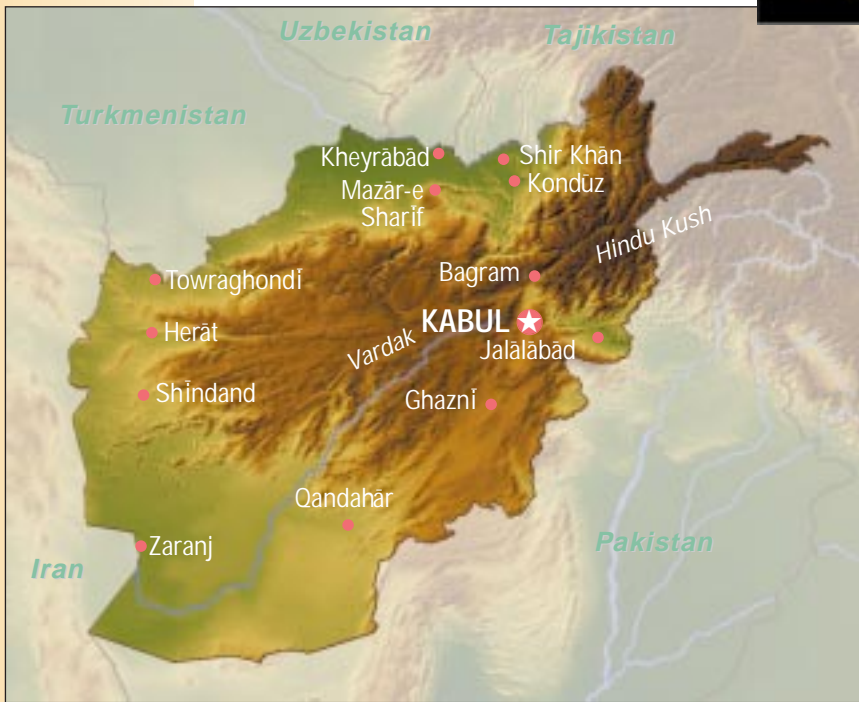 Uzbekistan
Tajikistan
Turkmenistan
Kheyrābād
Shir Khān
Mazār-e
Sharīf
Kondūz
Hindu Kush
Towraghondī
Bagram
KABUL
Herāt
Vardak
Jalālābād
Shīndand
Ghaznī
Qandahār
Zaranj
Pakistan
Iran